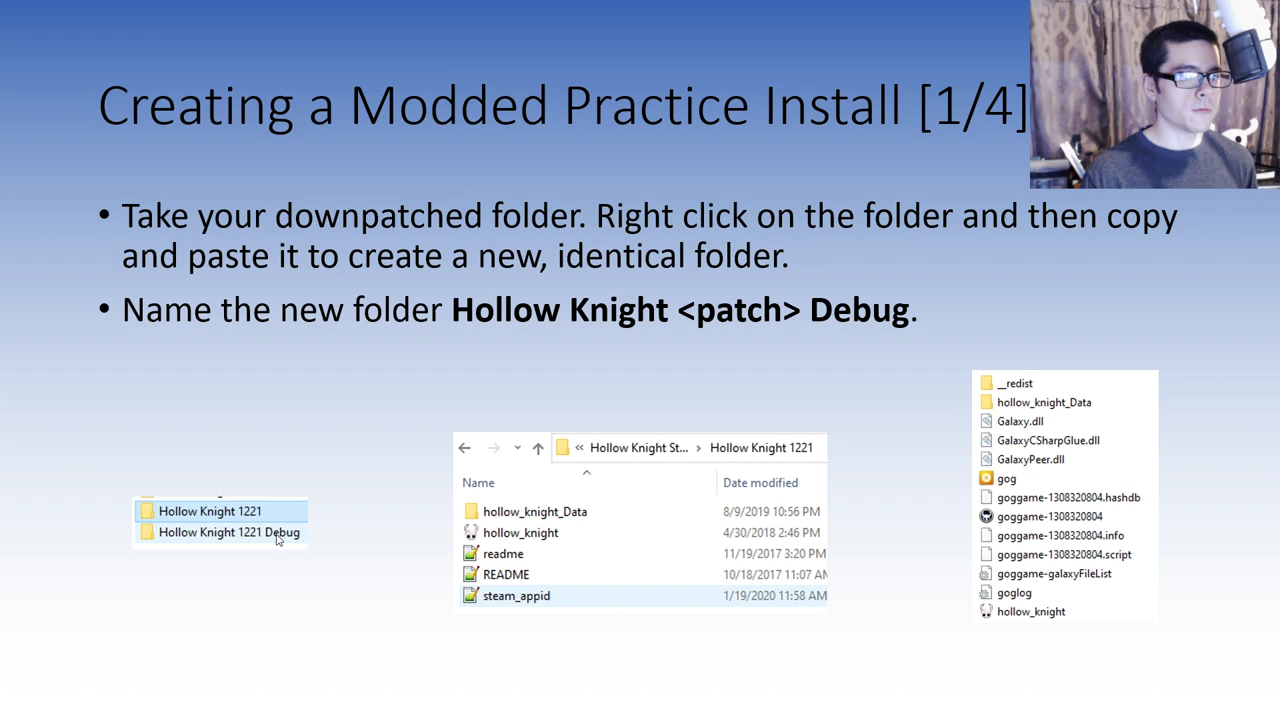 Creating a Modded Practice Install [1/4]
• Take your downpatched folder. Right click on the folder and then copy
and paste it to create a new, identical folder.
• Name the new folder Hollow Knight <patch> Debug.
Hollow Knight 1221
Hollow Knight 1221 Debug
« Hollow Knight St... › Hollow Knight 1221
Name Date modified
hollow_knight_Data 8/9/2019 10:56 PM
hollow_knight 4/30/2018 2:46 PM
readme 11/19/2017 3:20 PM
README 10/18/2017 11:07 AM
steam_appid 1/19/2020 11:58 AM
__redist
hollow_knight_Data
Galaxy.dll
GalaxyCSharpGlue.dll
GalaxyPeer.dll
gog
goggame-1308320804.hashdb
goggame-1308320804
goggame-1308320804.info
goggame-1308320804.script
goggame-galaxyFileList
goglog
hollow_knight